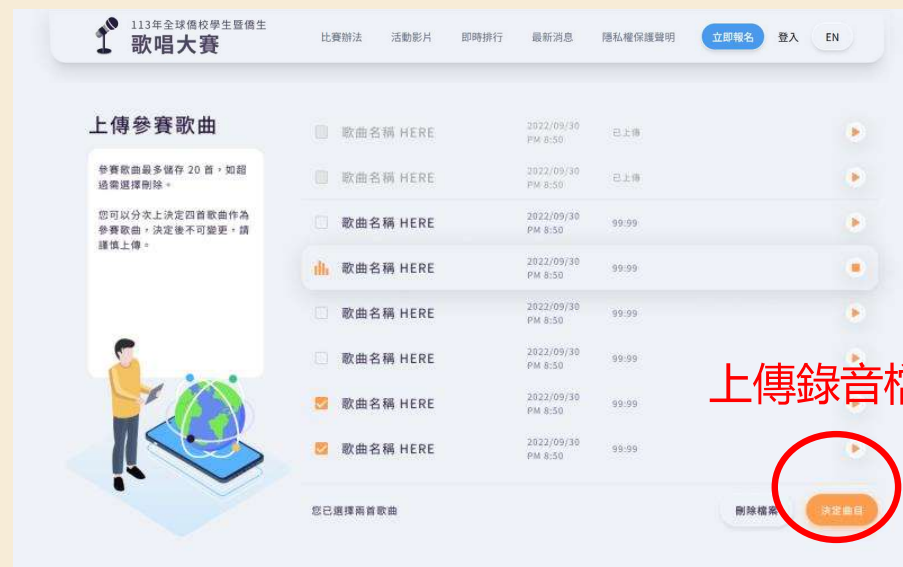 113年全球僑校學生暨僑生
歌唱大賽
比賽辦法 活動影片 即時排行 最新消息 隱私權保護聲明 立即報名 登入 EN
上傳參賽歌曲
參賽歌曲最多儲存 20 首,如超
過需選擇刪除。
您可以分次上決定四首歌曲作為
參賽歌曲,決定後不可變更,請
謹慎上傳。
歌曲名稱 HERE 2022/09/30 已上傳
PM 8:50
歌曲名稱 HERE 2022/09/30 已上傳
PM 8:50
歌曲名稱 HERE 2022/09/30 99:99
PM 8:50
歌曲名稱 HERE 2022/09/30 99:99
PM 8:50
歌曲名稱 HERE 2022/09/30 99:99
PM 8:50
歌曲名稱 HERE 2022/09/30 99:99
PM 8:50
歌曲名稱 HERE 2022/09/30 99:99
PM 8:50
歌曲名稱 HERE 2022/09/30 99:99
PM 8:50
上傳錄音檔
您已選擇兩首歌曲 刪除檔案 決定曲目